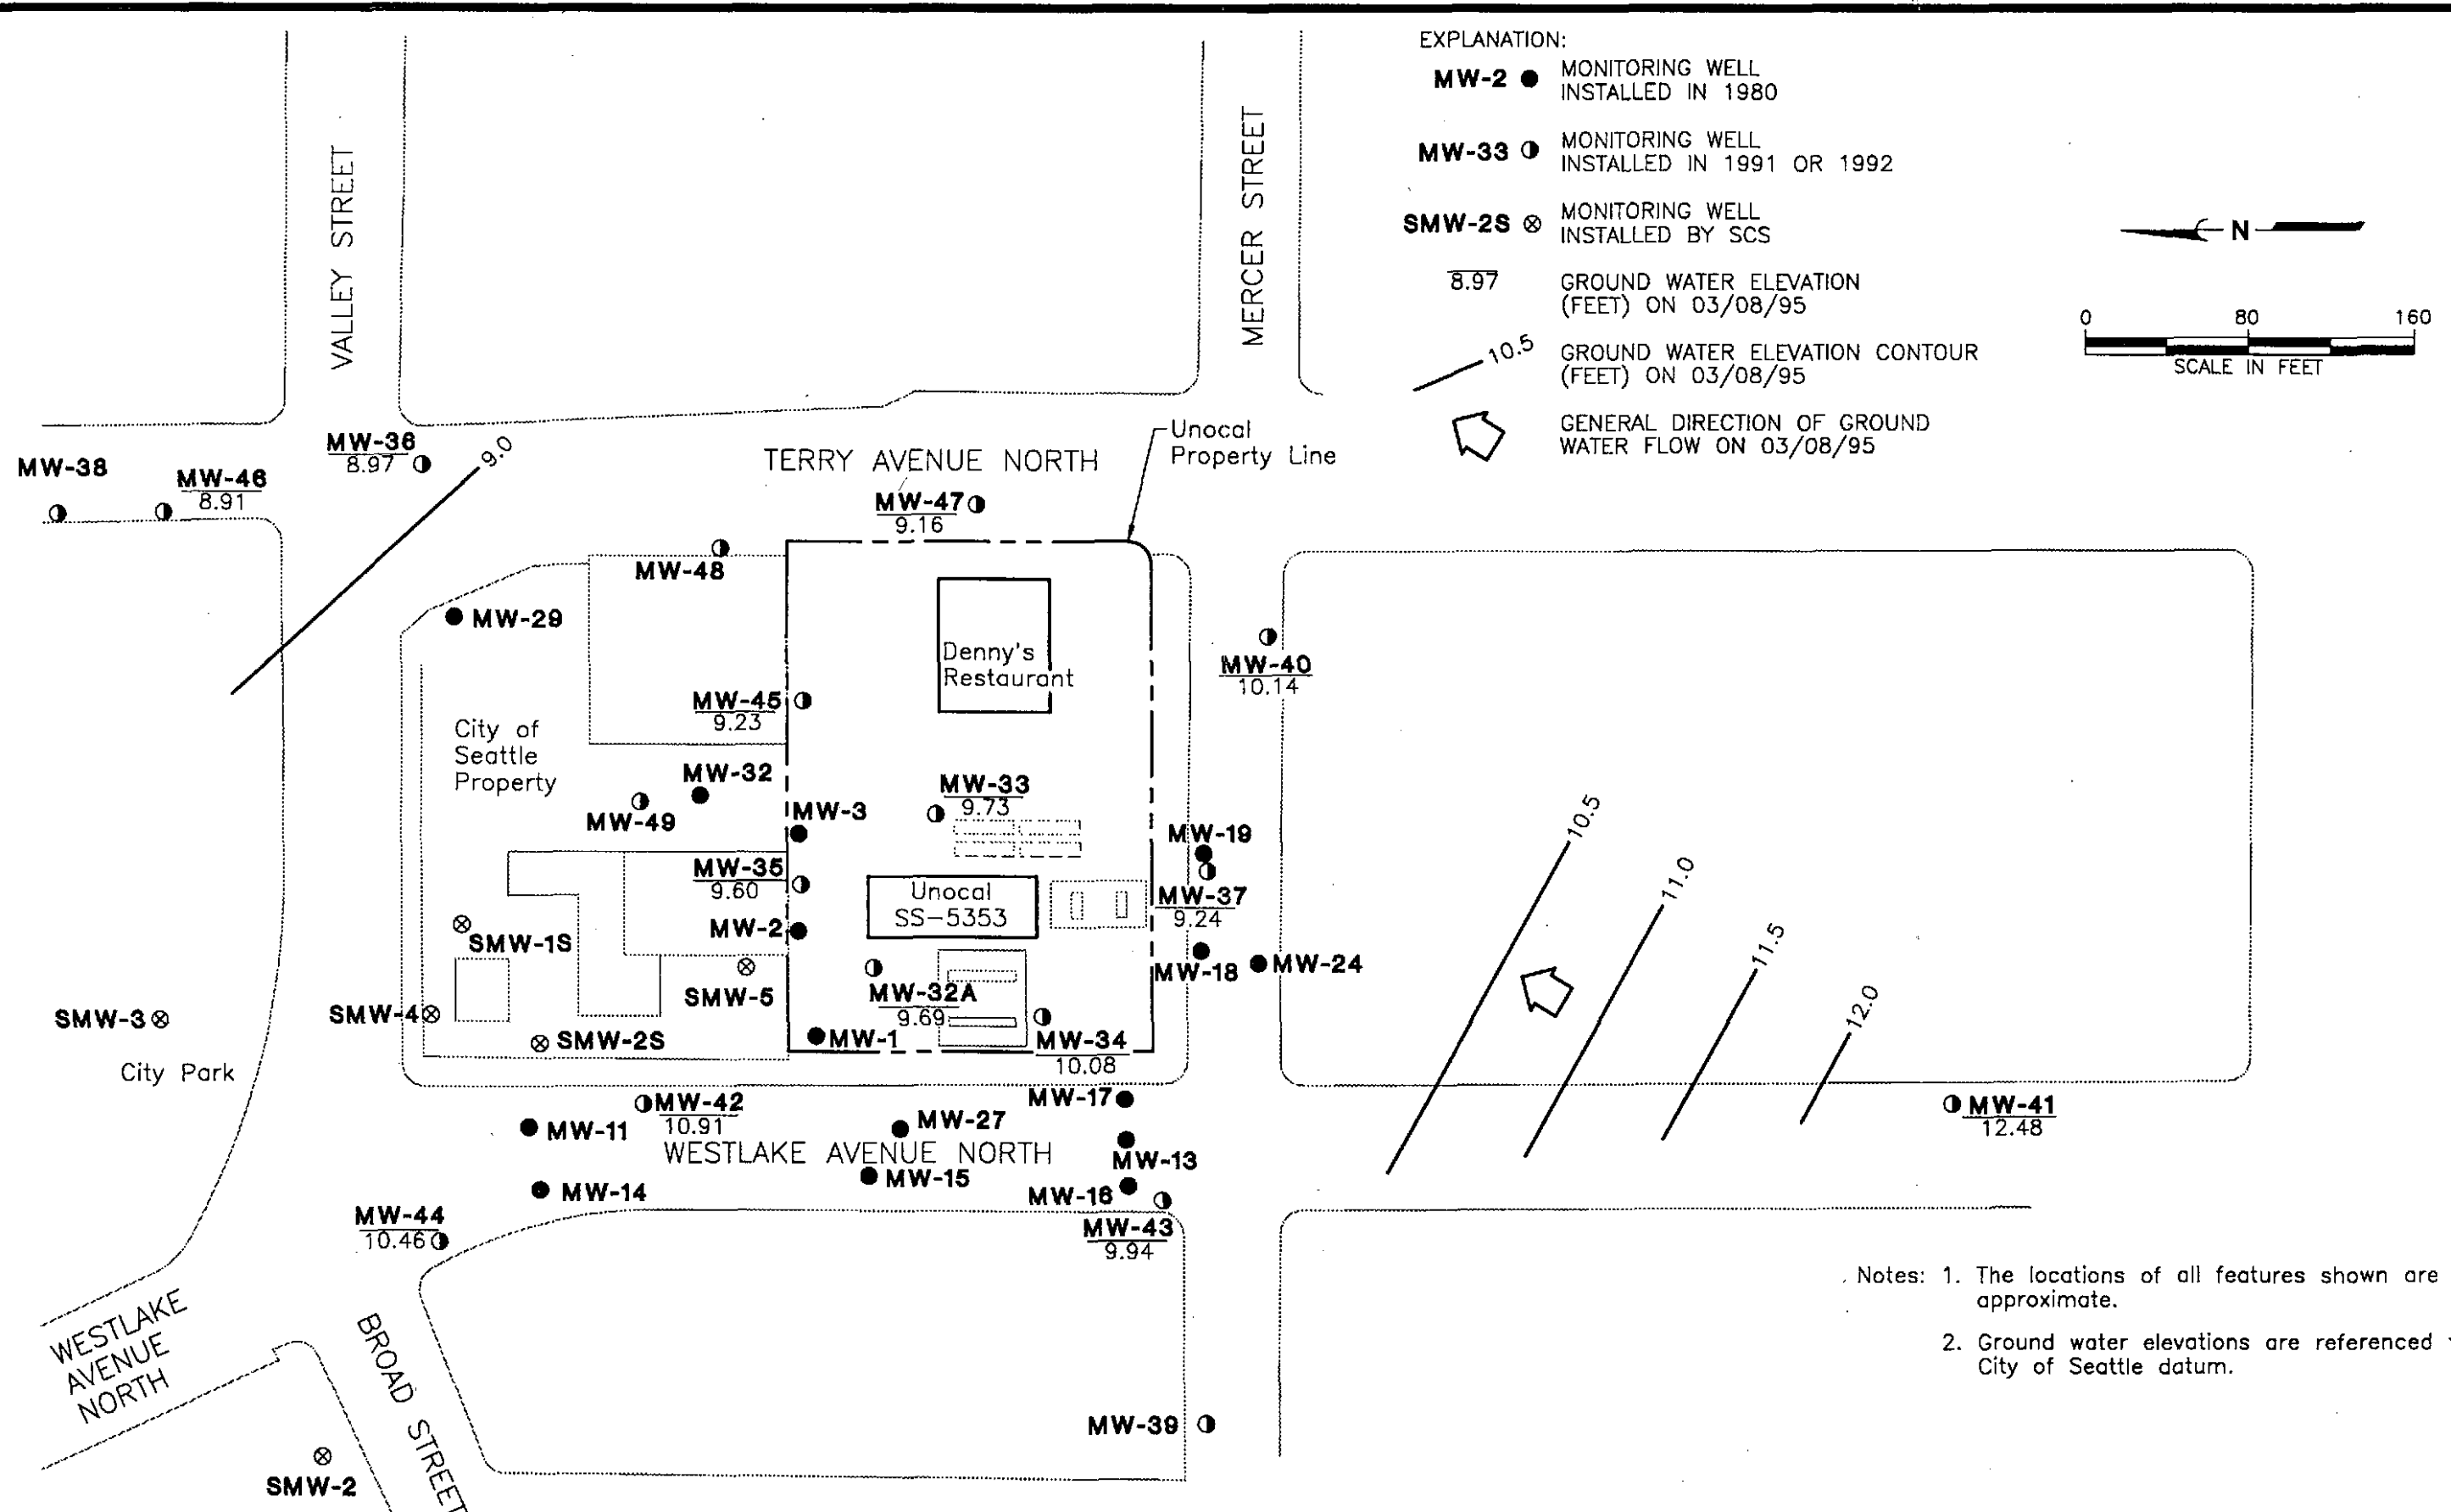 EXPLANATION:
MW-2 MONITORING WELL
INSTALLED IN 1980
MW-33 MONITORING WELL
INSTALLED IN 1991 OR 1992
SMW-2S MONITORING WELL
INSTALLED BY SCS
8.97 GROUND WATER ELEVATION
(FEET) ON 03/08/95
10.5 GROUND WATER ELEVATION CONTOUR
(FEET) ON 03/08/95
GENERAL DIRECTION OF GROUND
WATER FLOW ON 03/08/95
N
0 80 160
SCALE IN FEET
VALLEY STREET
MERCER STREET
TERRY AVENUE NORTH
Unocal
Property Line
MW-38
MW-46
8.91
MW-36
8.97
9.0
MW-47
9.16
MW-48
MW-29
Denny's
Restaurant
MW-40
10.14
MW-45
9.23
City of
Seattle
Property
MW-32
MW-49
MW-3
MW-33
9.73
MW-19
MW-35
9.60
Unocal
SS-5353
MW-37
9.24
MW-2
SMW-1S
MW-18
MW-24
SMW-5
MW-32A
9.69
SMW-3
SMW-4
SMW-2S
MW-1
MW-34
10.08
City Park
10.5
11.0
11.5
12.0
MW-42
10.91
MW-17
MW-41
12.48
MW-11
MW-27
WESTLAKE AVENUE NORTH
MW-13
MW-14
MW-15
MW-16
MW-44
10.46
MW-43
9.94
WESTLAKE
AVENUE
NORTH
BROAD STREET
MW-39
SMW-2
Notes: 1. The locations of all features shown are
approximate.
2. Ground water elevations are referenced
City of Seattle datum.